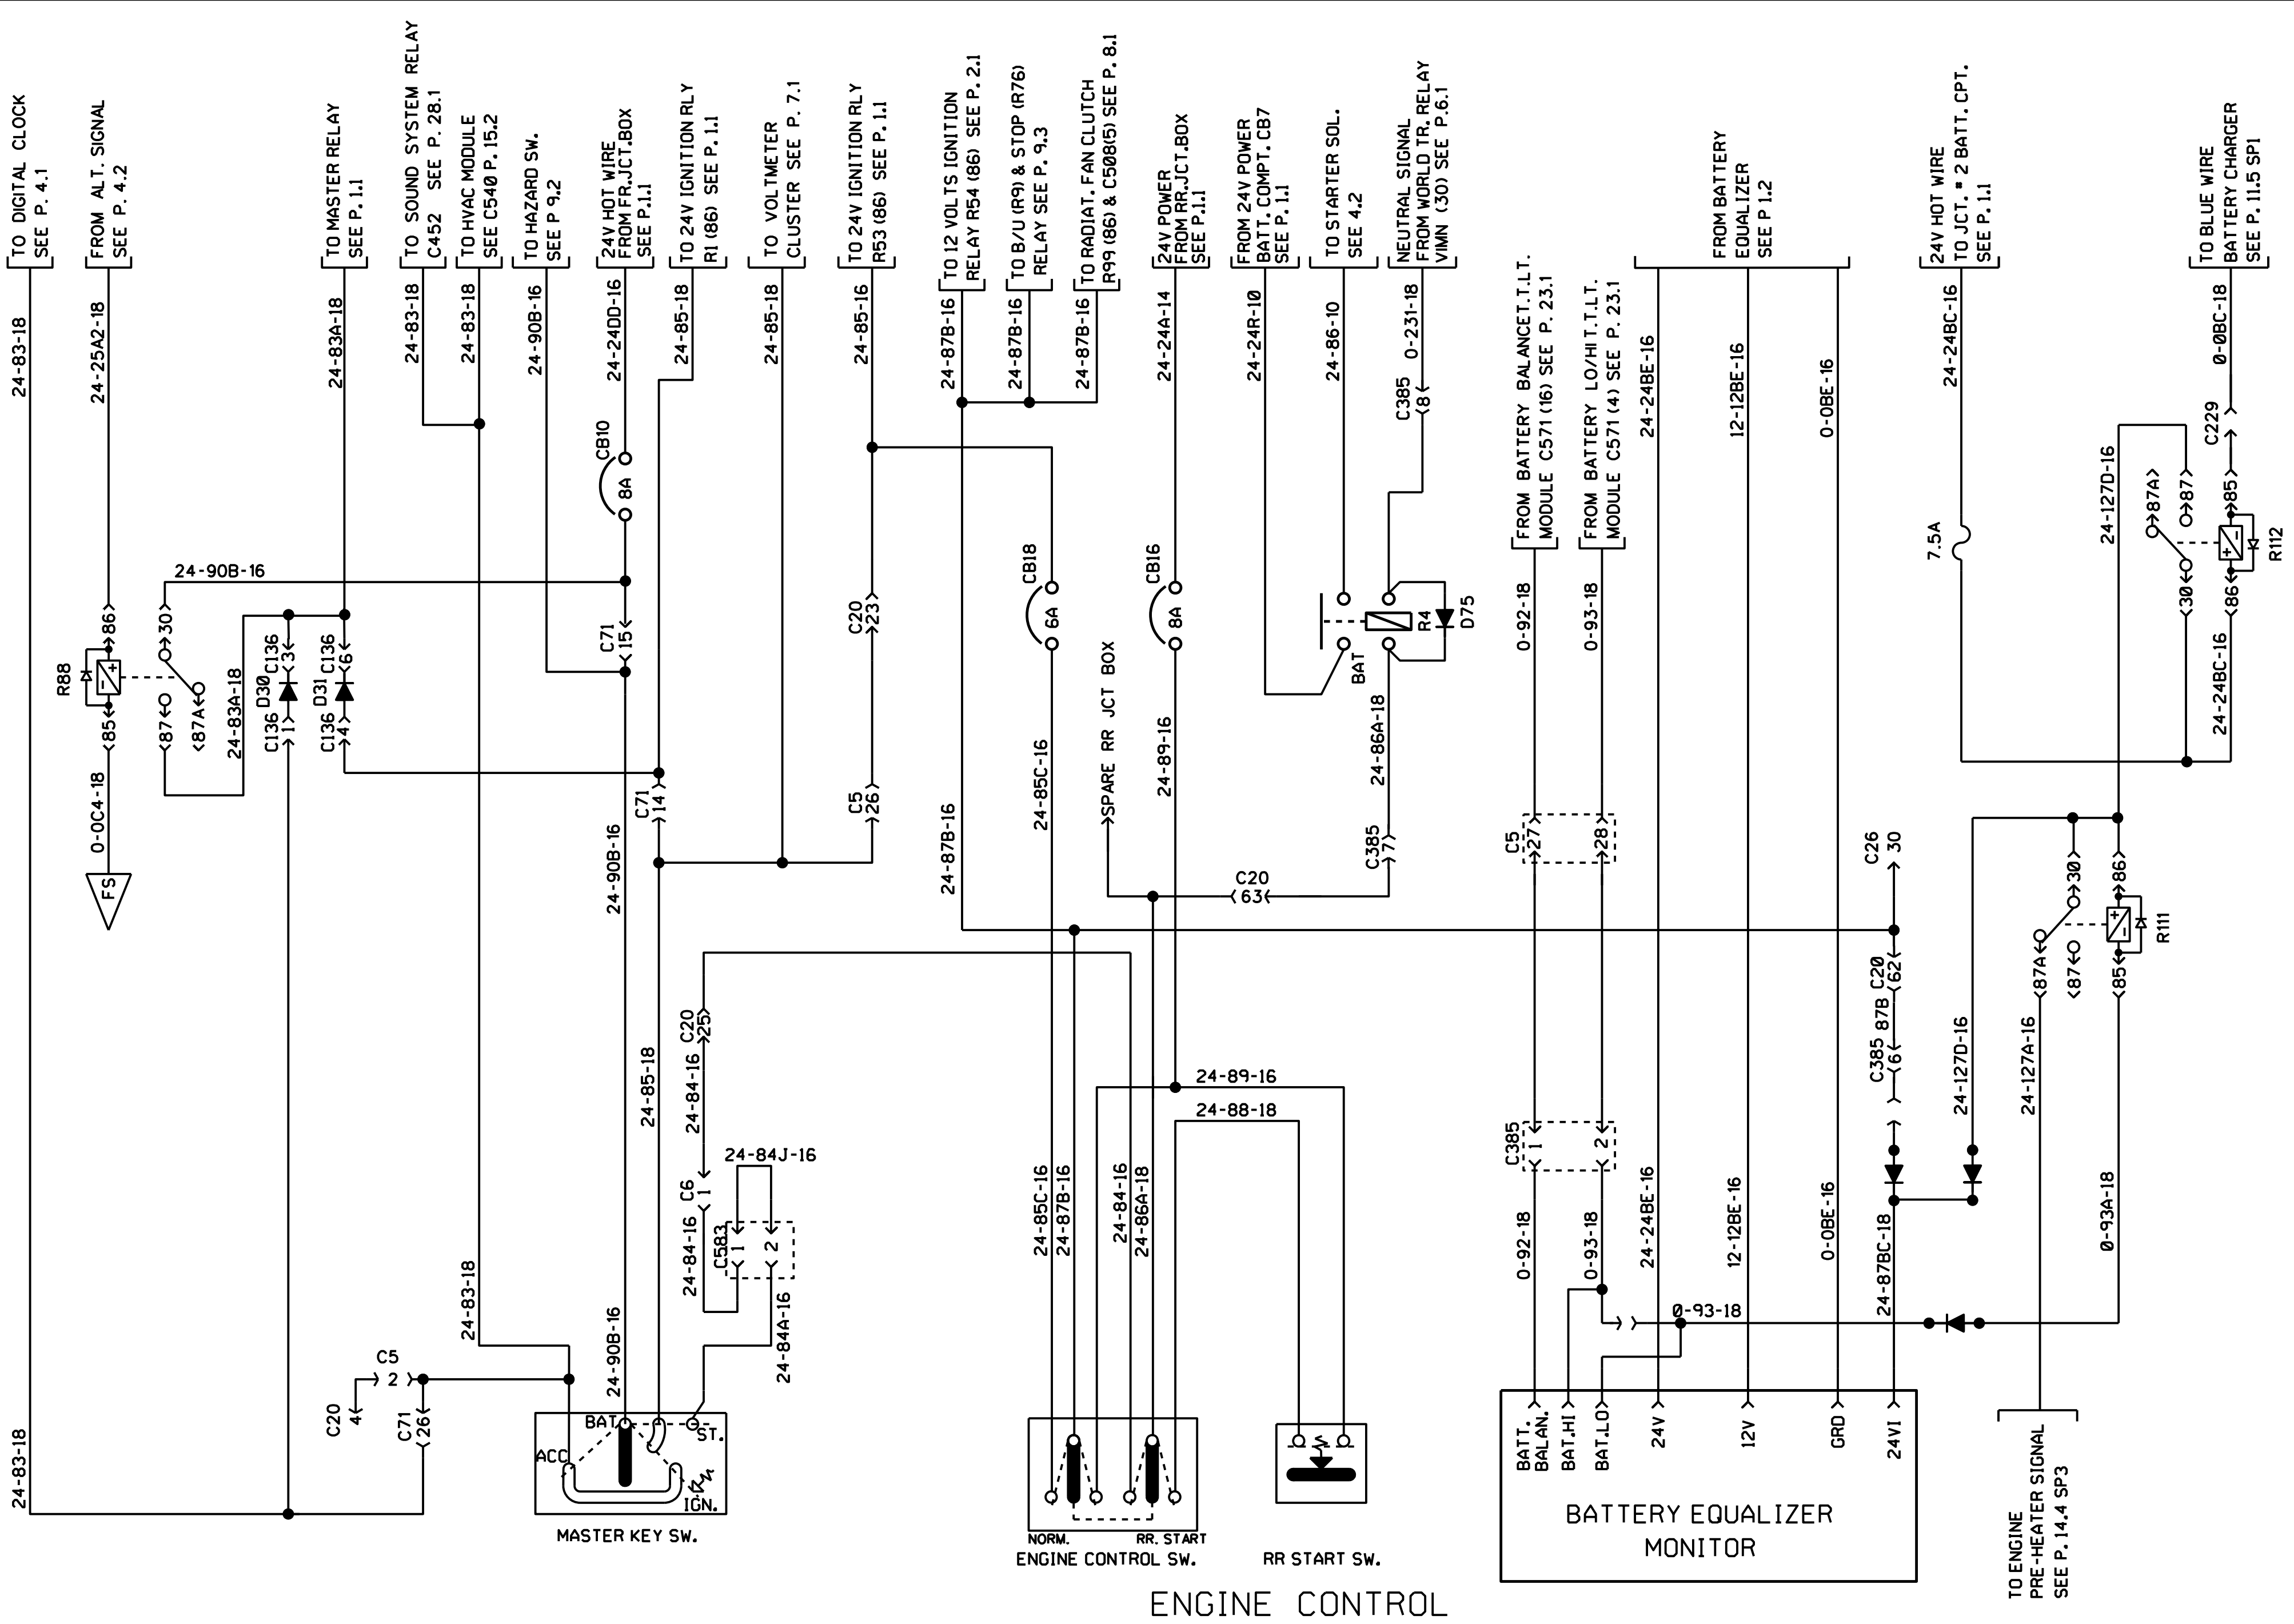 TO DIGITAL CLOCK
SEE P. 4.1
FROM ALT. SIGNAL
SEE P. 4.2
TO MASTER RELAY
SEE P. 1.1
TO SOUND SYSTEM RELAY
C452 SEE P. 28.1
TO HVAC MODULE
SEE C540 P. 15.2
TO HAZARD SW.
SEE P 9.2
24V HOT WIRE
FROM FR.JCT.BOX
SEE P.1.1
TO 24V IGNITION RLY
R1 (86) SEE P. 1.1
TO VOLTMETER
CLUSTER SEE P. 7.1
TO 24V IGNITION RLY
R53 (86) SEE P. 1.1
TO 12 VOLTS IGNITION
RELAY R54 (86) SEE P. 2.1
TO B/U (R9) & STOP (R76)
RELAY SEE P. 9.3
TO RADIAT. FAN CLUTCH
R99 (86) & C508(5) SEE P. 8.1
24V POWER
FROM RR.JCT.BOX
SEE P.1.1
FROM 24V POWER
BATT. COMPT. CB7
SEE P. 1.1
TO STARTER SOL.
SEE 4.2
NEUTRAL SIGNAL
FROM WORLD TR. RELAY
VIMN (30) SEE P.6.1
FROM BATTERY BALANCET.T.LT.
MODULE C571 (16) SEE P. 23.1
FROM BATTERY LO/HI T.T.LT.
MODULE C571 (4) SEE P. 23.1
FROM BATTERY
EQUALIZER
SEE P 1.2
24V HOT WIRE
TO JCT. # 2 BATT. CPT.
SEE P. 1.1
TO BLUE WIRE
BATTERY CHARGER
SEE P. 11.5 SP1
24-83-18
24-25A2-18
24-83A-18
24-83-18
24-83-18
24-90B-16
24-24DD-16
24-85-18
24-85-18
24-85-16
24-87B-16
24-87B-16
24-87B-16
24-24A-14
24-24R-10
24-86-10
0-231-18
C385
8
24-24BE-16
12-12BE-16
0-0BE-16
24-24BC-16
0-0BC-18
C229
CB10
8A
24-127D-16
87A
87
85
30
86
R112
7.5A
24-90B-16
R88
86
30
85
87
87A
24-83A-18
D30
C136
3
C136
1
D31
C136
6
C136
4
C71
15
C20
23
CB18
6A
CB16
8A
BAT
R4
D75
0-92-18
0-93-18
24-24BC-16
0-0C4-18
FS
C71
14
C5
26
24-90B-16
24-87B-16
24-85C-16
SPARE RR JCT BOX
24-89-16
24-86A-18
C385
7
C20
63
C5
27
28
C26
30
30
86
87A
87
85
R111
C20
62
87B
C385
6
24-127D-16
24-127A-16
24-85-18
C20
25
24-84-16
24-89-16
24-88-18
C6
1
24-84J-16
24-84-16
C583
1
2
24-84A-16
24-85C-16
24-87B-16
24-84-16
24-86A-18
C385
1
2
0-92-18
0-93-18
24-24BE-16
12-12BE-16
0-0BE-16
24-87BC-18
0-93A-18
0-93-18
24-83-18
24-90B-16
C5
2
C20
4
C71
26
24-83-18
BAT
ACC
ST.
IGN.
MASTER KEY SW.
NORM.
RR. START
ENGINE CONTROL SW.
RR START SW.
BATT.
BALAN.
BAT.HI
BAT.LO
24V
12V
GRD
24VI
BATTERY EQUALIZER
MONITOR
TO ENGINE
PRE-HEATER SIGNAL
SEE P. 14.4 SP3
ENGINE CONTROL